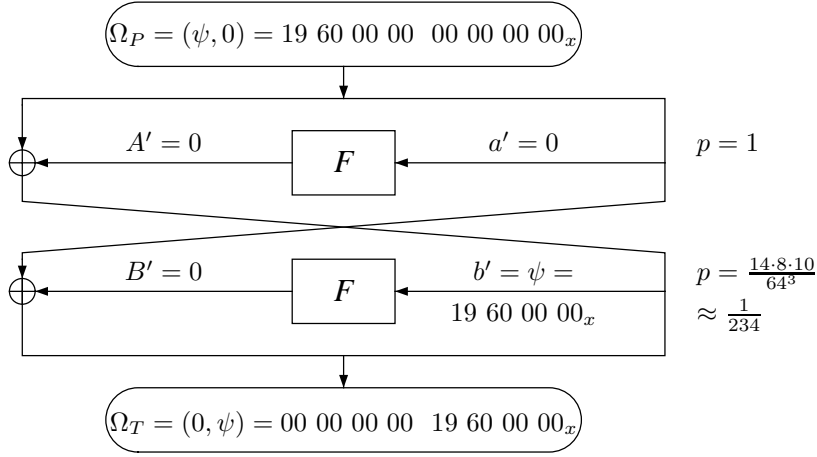 Ω_P = (ψ, 0) = 19 60 00 00 00 00 00 00_x
A′ = 0 F a′ = 0 p = 1
B′ = 0 F b′ = ψ = p = 14·8·10/64³
19 60 00 00_x ≈ 1/234
Ω_T = (0, ψ) = 00 00 00 00 19 60 00 00_x